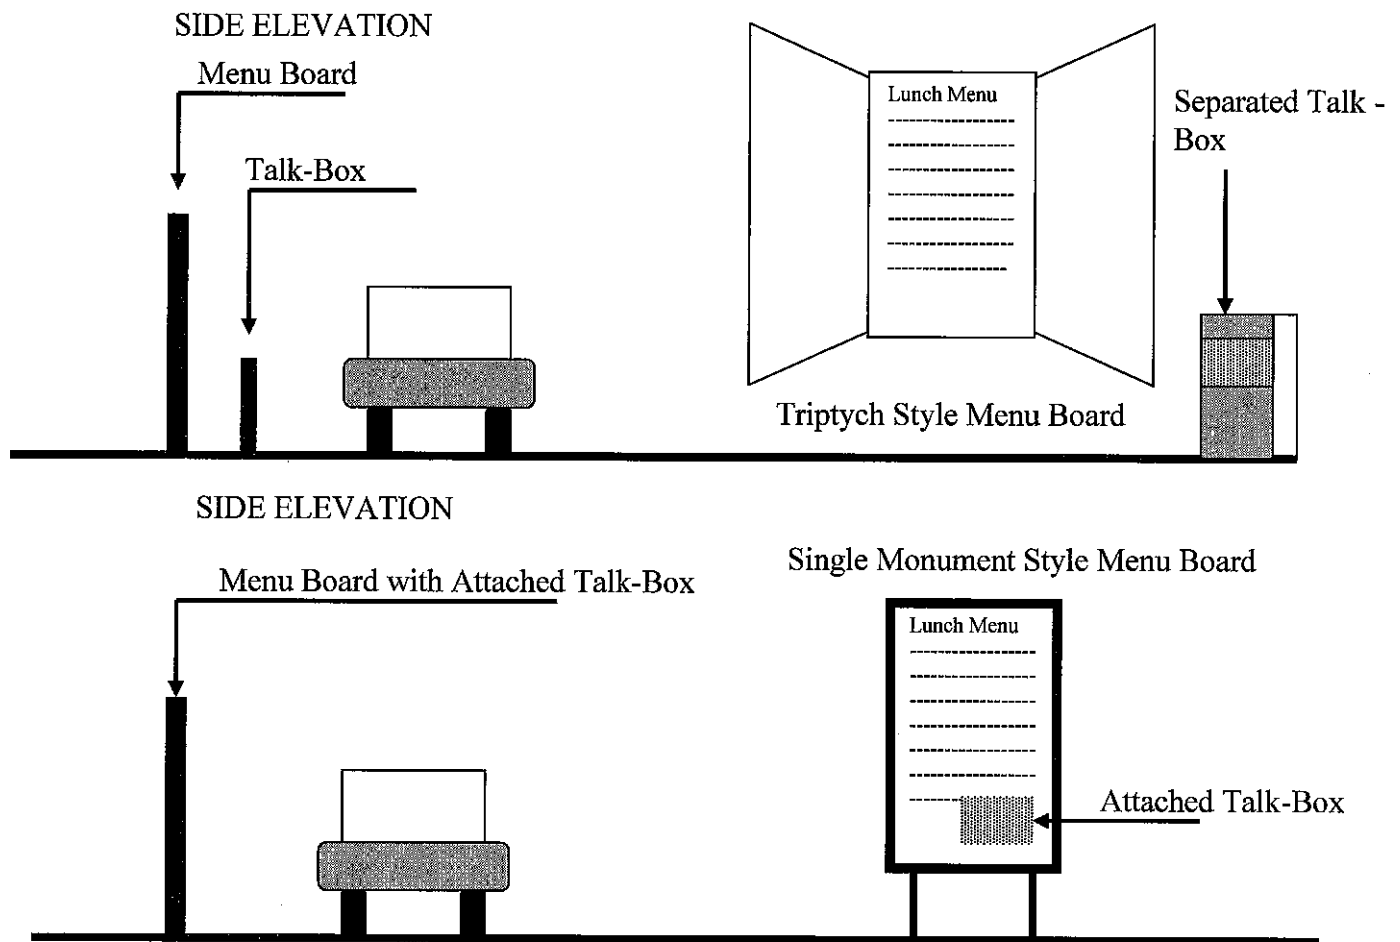 SIDE ELEVATION
Menu Board
Talk-Box
Lunch Menu
Separated Talk -
Box
Triptych Style Menu Board
SIDE ELEVATION
Menu Board with Attached Talk-Box
Single Monument Style Menu Board
Lunch Menu
Attached Talk-Box